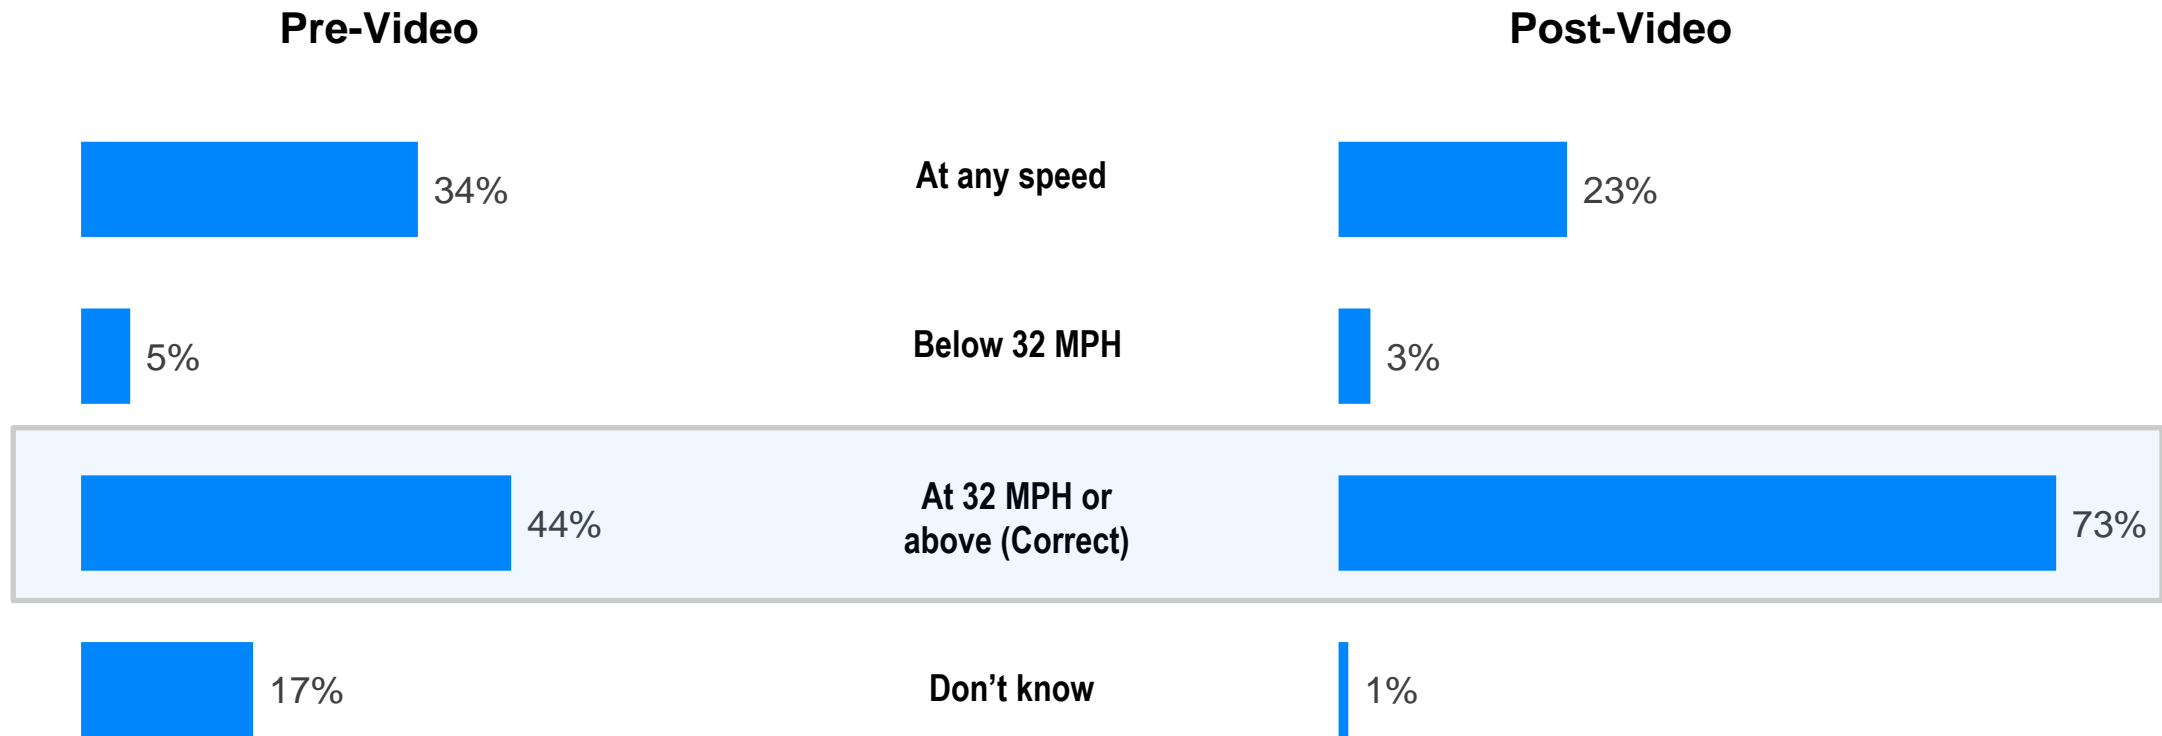 Pre-Video
Post-Video
34%
At any speed
23%
5%
Below 32 MPH
3%
44%
At 32 MPH or
above (Correct)
73%
17%
Don’t know
1%